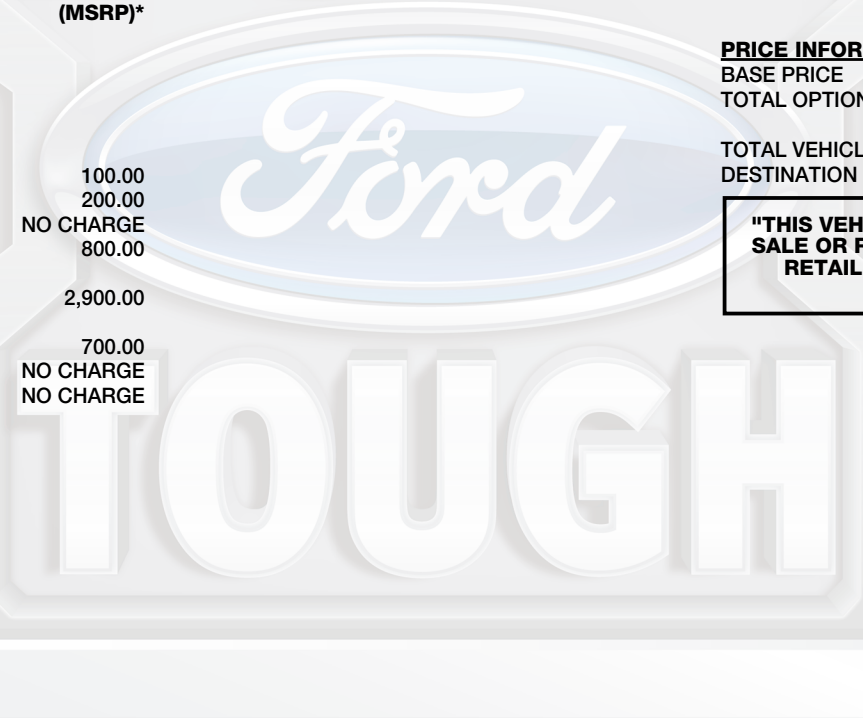 (MSRP)*
100.00
200.00
NO CHARGE
800.00
2,900.00
700.00
NO CHARGE
NO CHARGE
PRICE INFOR
BASE PRICE
TOTAL OPTION
TOTAL VEHICL
DESTINATION
"THIS VEH
SALE OR R
RETAIL
Ford
TOUGH